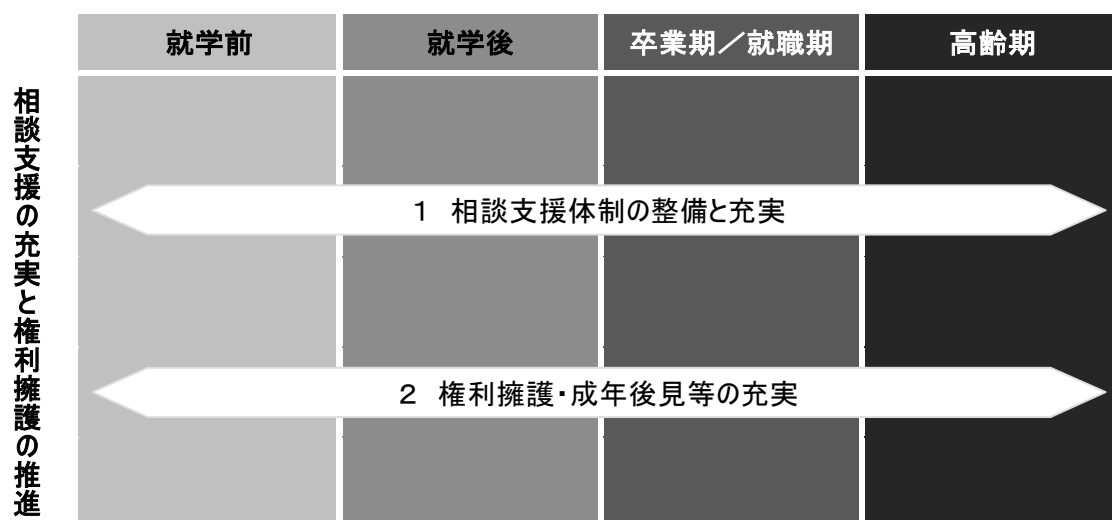 就学前
就学後
卒業期／就職期
高齢期
相談支援の充実と権利擁護の推進
1　相談支援体制の整備と充実
2　権利擁護・成年後見等の充実